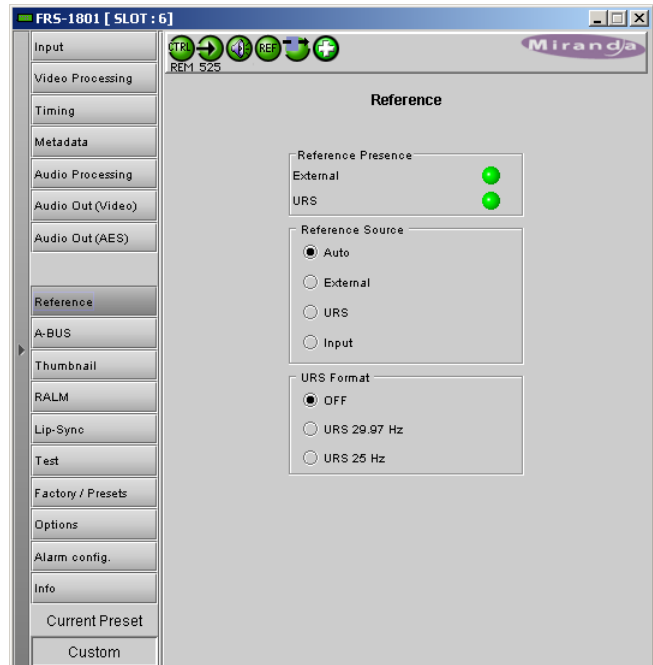 FRS-1801 [ SLOT : 6]
Input
Video Processing
Timing
Metadata
Audio Processing
Audio Out (Video)
Audio Out (AES)
Reference
A-BUS
Thumbnail
RALM
Lip-Sync
Test
Factory / Presets
Options
Alarm config.
Info
Current Preset
Custom
CTRL REF
REM 525
Miranda
Reference
Reference Presence
External
URS
Reference Source
Auto
External
URS
Input
URS Format
OFF
URS 29.97 Hz
URS 25 Hz